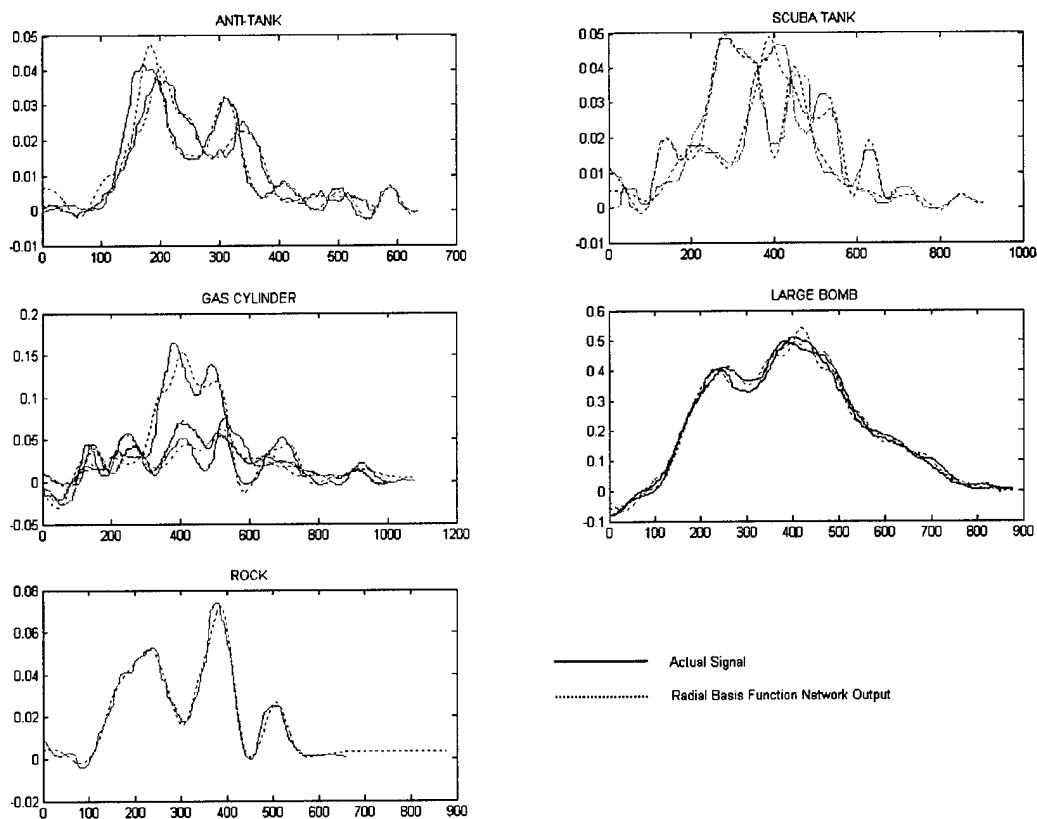 ANTI-TANK
0.05
0.04
0.03
0.02
0.01
0
-0.01
0 100 200 300 400 500 600 700
SCUBA TANK
0.05
0.04
0.03
0.02
0.01
0
-0.01
0 200 400 600 800 1000
GAS CYLINDER
0.2
0.15
0.1
0.05
0
-0.05
0 200 400 600 800 1000 1200
LARGE BOMB
0.6
0.5
0.4
0.3
0.2
0.1
0
-0.1
0 100 200 300 400 500 600 700 800 900
ROCK
0.08
0.06
0.04
0.02
0
-0.02
0 100 200 300 400 500 600 700 800 900
Actual Signal
Radial Basis Function Network Output